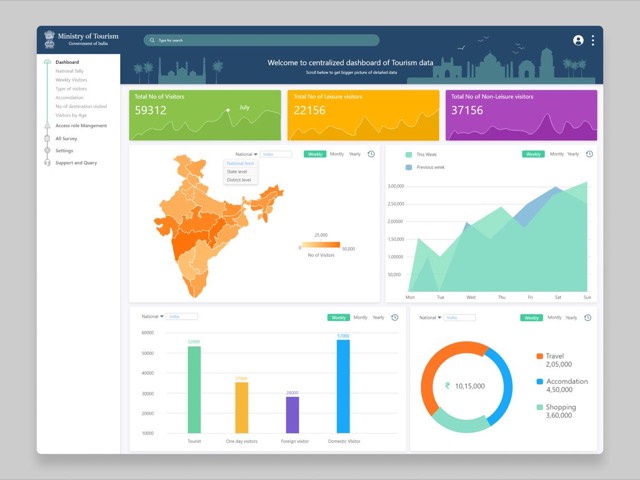 Ministry of Tourism
Government of India
Type for search
Welcome to centralized dashboard of Tourism data
Scroll below to get bigger picture of detailed data
Dashboard
National Tally
Weekly Visitors
Type of visitors
Accomodation
No of destination visited
Visitors by Age
Access role Mangement
All Survey
Settings
Support and Query
Total No of Visitors
59312
July
Total No of Leisure visitors
22156
Total No of Non-Leisure visitors
37156
National
India
Weekly Montly Yearly
National level
State level
District level
25,000
0
50,000
No of Visitors
This Week
Previous week
Weekly Montly Yearly
3,00,000
2,50,000
2,00,000
1,50,000
1,00,000
50,000
Mon Tue Wed Thu Fri Sat Sun
National
India
Weekly Montly Yearly
60000
50000
40000
30000
20000
10000
Tourist
One day visitors
Foreign visitor
Domestic Visitor
National
India
Weekly Montly Yearly
₹ 10,15,000
Travel
2,05,000
Accomdation
4,50,000
Shopping
3,60,000